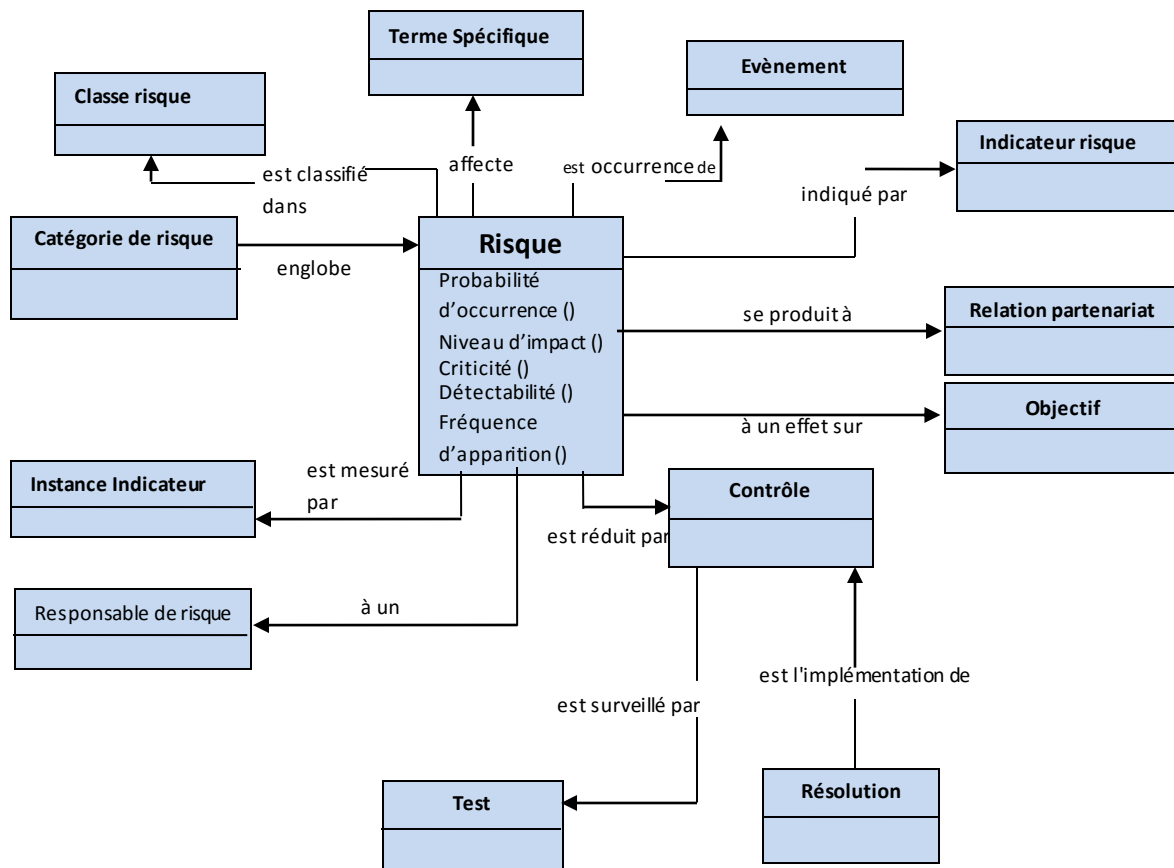 Terme Spécifique
Evènement
Classe risque
Indicateur risque
affecte
est occurrence de
est classifié
dans
indiqué par
Catégorie de risque
englobe
Risque
Probabilité
d’occurrence ()
Niveau d’impact ()
Criticité ()
Détectabilité ()
Fréquence
d’apparition ()
se produit à
Relation partenariat
à un effet sur
Objectif
est mesuré
par
Instance Indicateur
Contrôle
est réduit par
Responsable de risque
à un
est l'implémentation de
est surveillé par
Test
Résolution